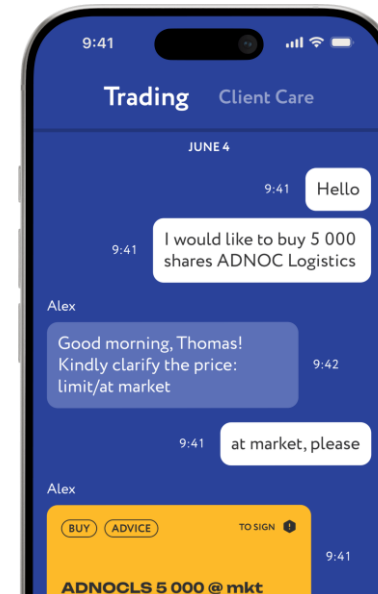 9:41
Trading Client Care
JUNE 4
9:41 Hello
9:41 I would like to buy 5 000
shares ADNOC Logistics
Alex
Good morning, Thomas!
Kindly clarify the price: 9:42
limit/at market
9:41 at market, please
Alex
BUY ADVICE TO SIGN
9:41
ADNOCLS 5 000 @ mkt